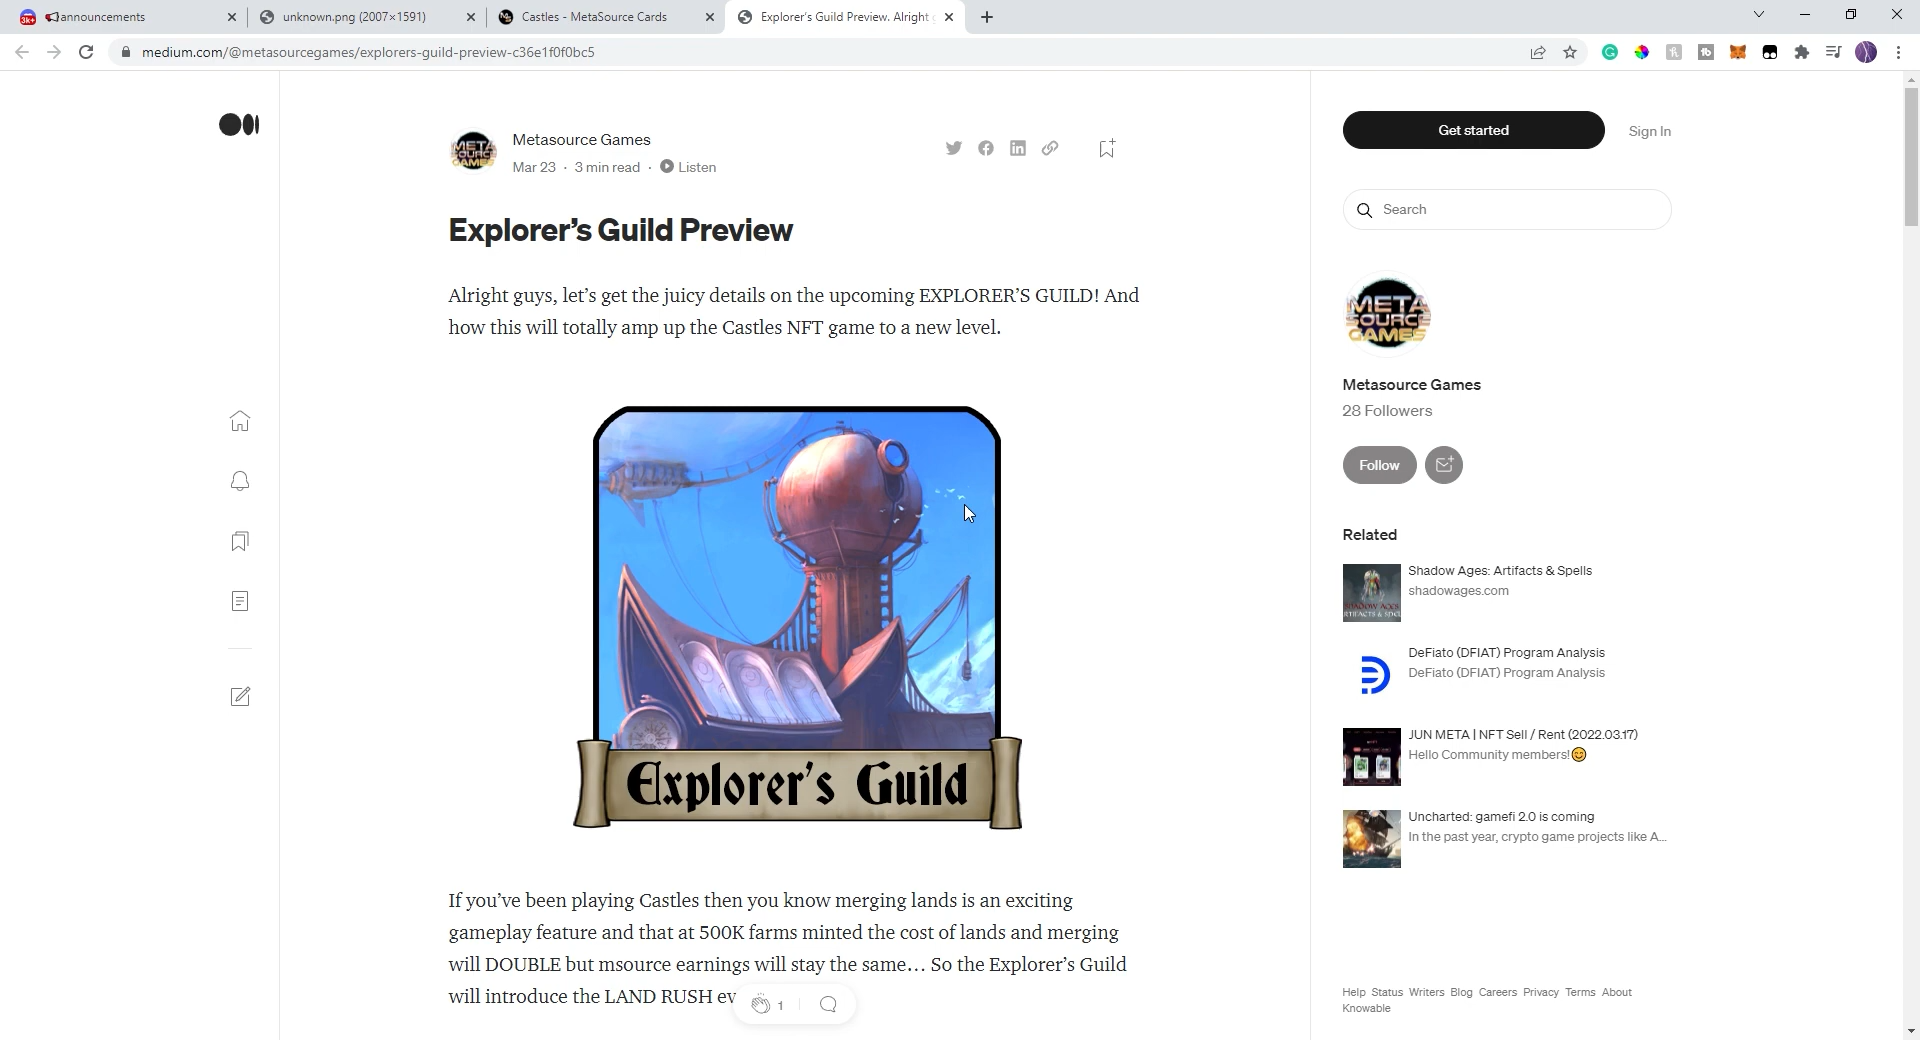 3k+ announcements
unknown.png (2007×1591)
Castles - MetaSource Cards
Explorer's Guild Preview. Alright
medium.com/@metasourcegames/explorers-guild-preview-c36e1f0f0bc5
Metasource Games
Mar 23 · 3 min read · Listen
Explorer's Guild Preview
Alright guys, let's get the juicy details on the upcoming EXPLORER'S GUILD! And
how this will totally amp up the Castles NFT game to a new level.
Explorer's Guild
If you've been playing Castles then you know merging lands is an exciting
gameplay feature and that at 500K farms minted the cost of lands and merging
will DOUBLE but msource earnings will stay the same… So the Explorer's Guild
will introduce the LAND RUSH ev
1
Get started
Sign In
Search
META
SOURCE
GAMES
Metasource Games
28 Followers
Follow
Related
Shadow Ages: Artifacts & Spells
shadowages.com
DeFiato (DFIAT) Program Analysis
DeFiato (DFIAT) Program Analysis
JUN META | NFT Sell / Rent (2022.03.17)
Hello Community members!😊
Uncharted: gamefi 2.0 is coming
In the past year, crypto game projects like A...
Help Status Writers Blog Careers Privacy Terms About
Knowable